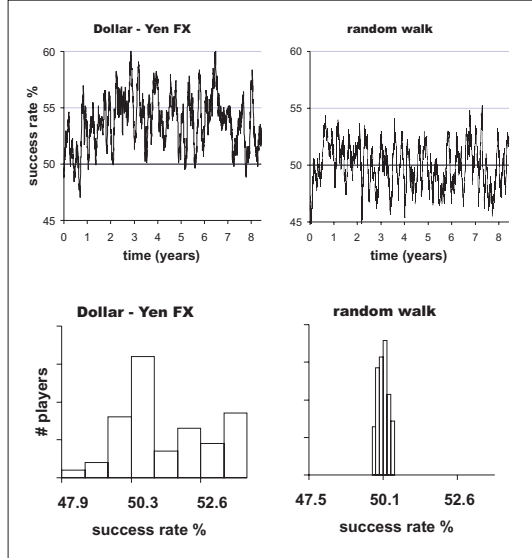 Dollar - Yen FX
60
55
50
45
success rate %
0 1 2 3 4 5 6 7 8
time (years)
random walk
60
55
50
45
0 1 2 3 4 5 6 7 8
time (years)
Dollar - Yen FX
# players
47.9 50.3 52.6
success rate %
random walk
47.5 50.1 52.6
success rate %